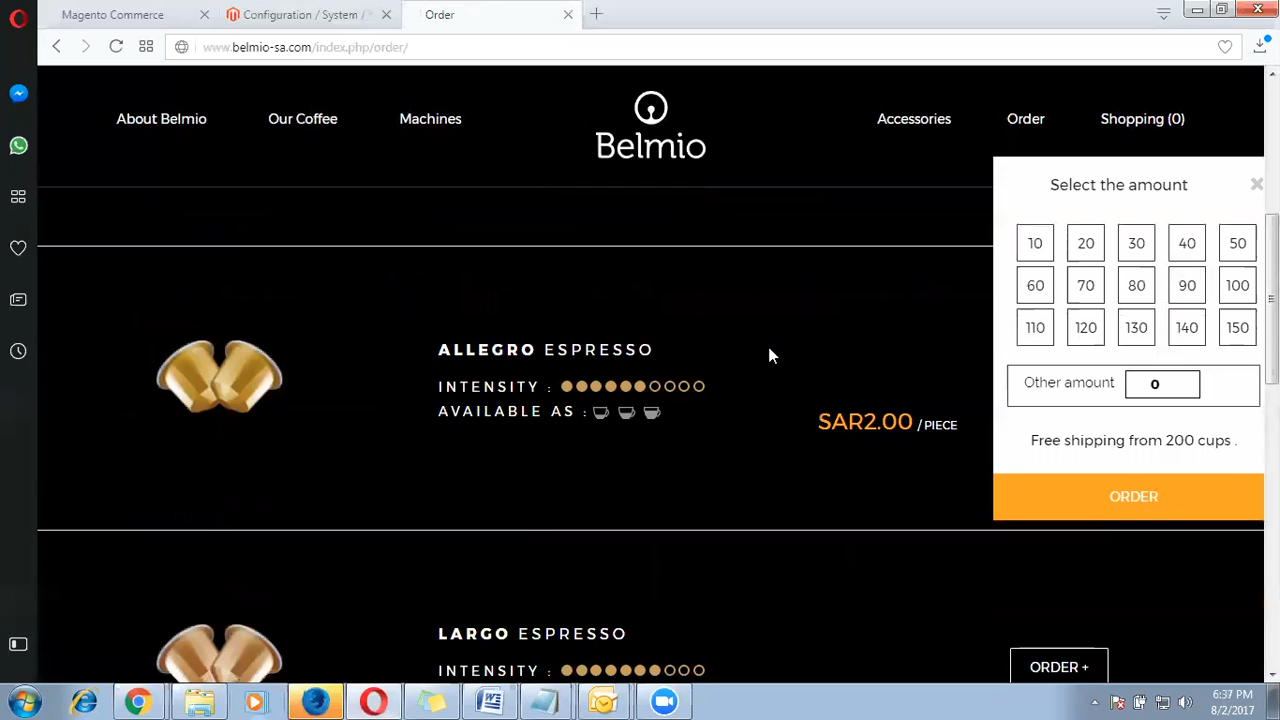 Magento Commerce
Configuration / System /
Order
www.belmio-sa.com/index.php/order/
About Belmio
Our Coffee
Machines
Belmio
Accessories
Order
Shopping (0)
Select the amount
10 20 30 40 50
60 70 80 90 100
110 120 130 140 150
Other amount 0
Free shipping from 200 cups .
ORDER
ALLEGRO ESPRESSO
INTENSITY :
AVAILABLE AS :
SAR2.00 / PIECE
LARGO ESPRESSO
INTENSITY :
ORDER +
6:37 PM
8/2/2017